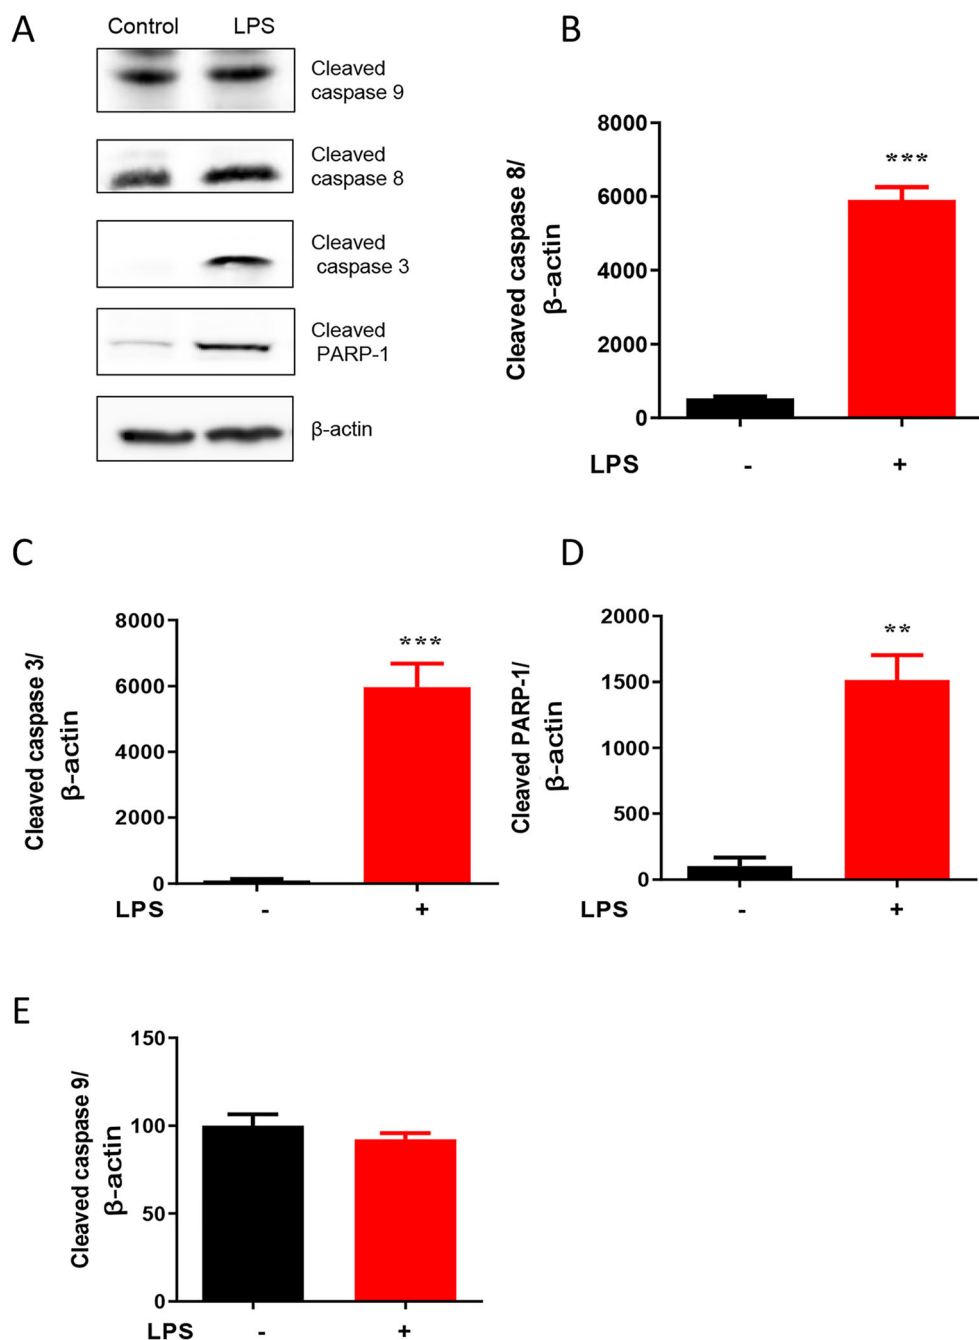 A
Control LPS
Cleaved
caspase 9
Cleaved
caspase 8
Cleaved
caspase 3
Cleaved
PARP-1
β-actin
B
Cleaved caspase 8/
β-actin
8000
6000
4000
2000
0
***
LPS - +
C
Cleaved caspase 3/
β-actin
8000
6000
4000
2000
0
***
LPS - +
D
Cleaved PARP-1/
β-actin
2000
1500
1000
500
0
**
LPS - +
E
Cleaved caspase 9/
β-actin
150
100
50
0
LPS - +